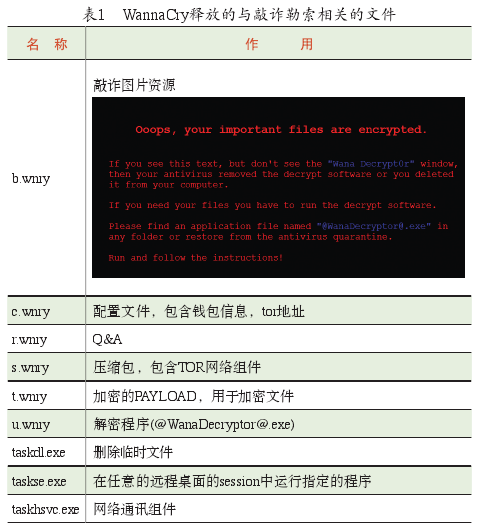 表1 WannaCry释放的与敲诈勒索相关的文件
名 称 作 用
敲诈图片资源
b.wnry
Ooops, your important files are encrypted.
If you see this text, but don't see the "Wana Decrypt0r" window,
then your antivirus removed the decrypt software or you deleted
it from your computer.
If you need your files you have to run the decrypt software.
Please find an application file named "@WanaDecryptor@.exe" in
any folder or restore from the antivirus quarantine.
Run and follow the instructions!
c.wnry 配置文件，包含钱包信息，tor地址
r.wnry Q&A
s.wnry 压缩包，包含TOR网络组件
t.wnry 加密的PAYLOAD，用于加密文件
u.wnry 解密程序(@WanaDecryptor@.exe)
taskdl.exe 删除临时文件
taskse.exe 在任意的远程桌面的session中运行指定的程序
taskhsvc.exe 网络通讯组件